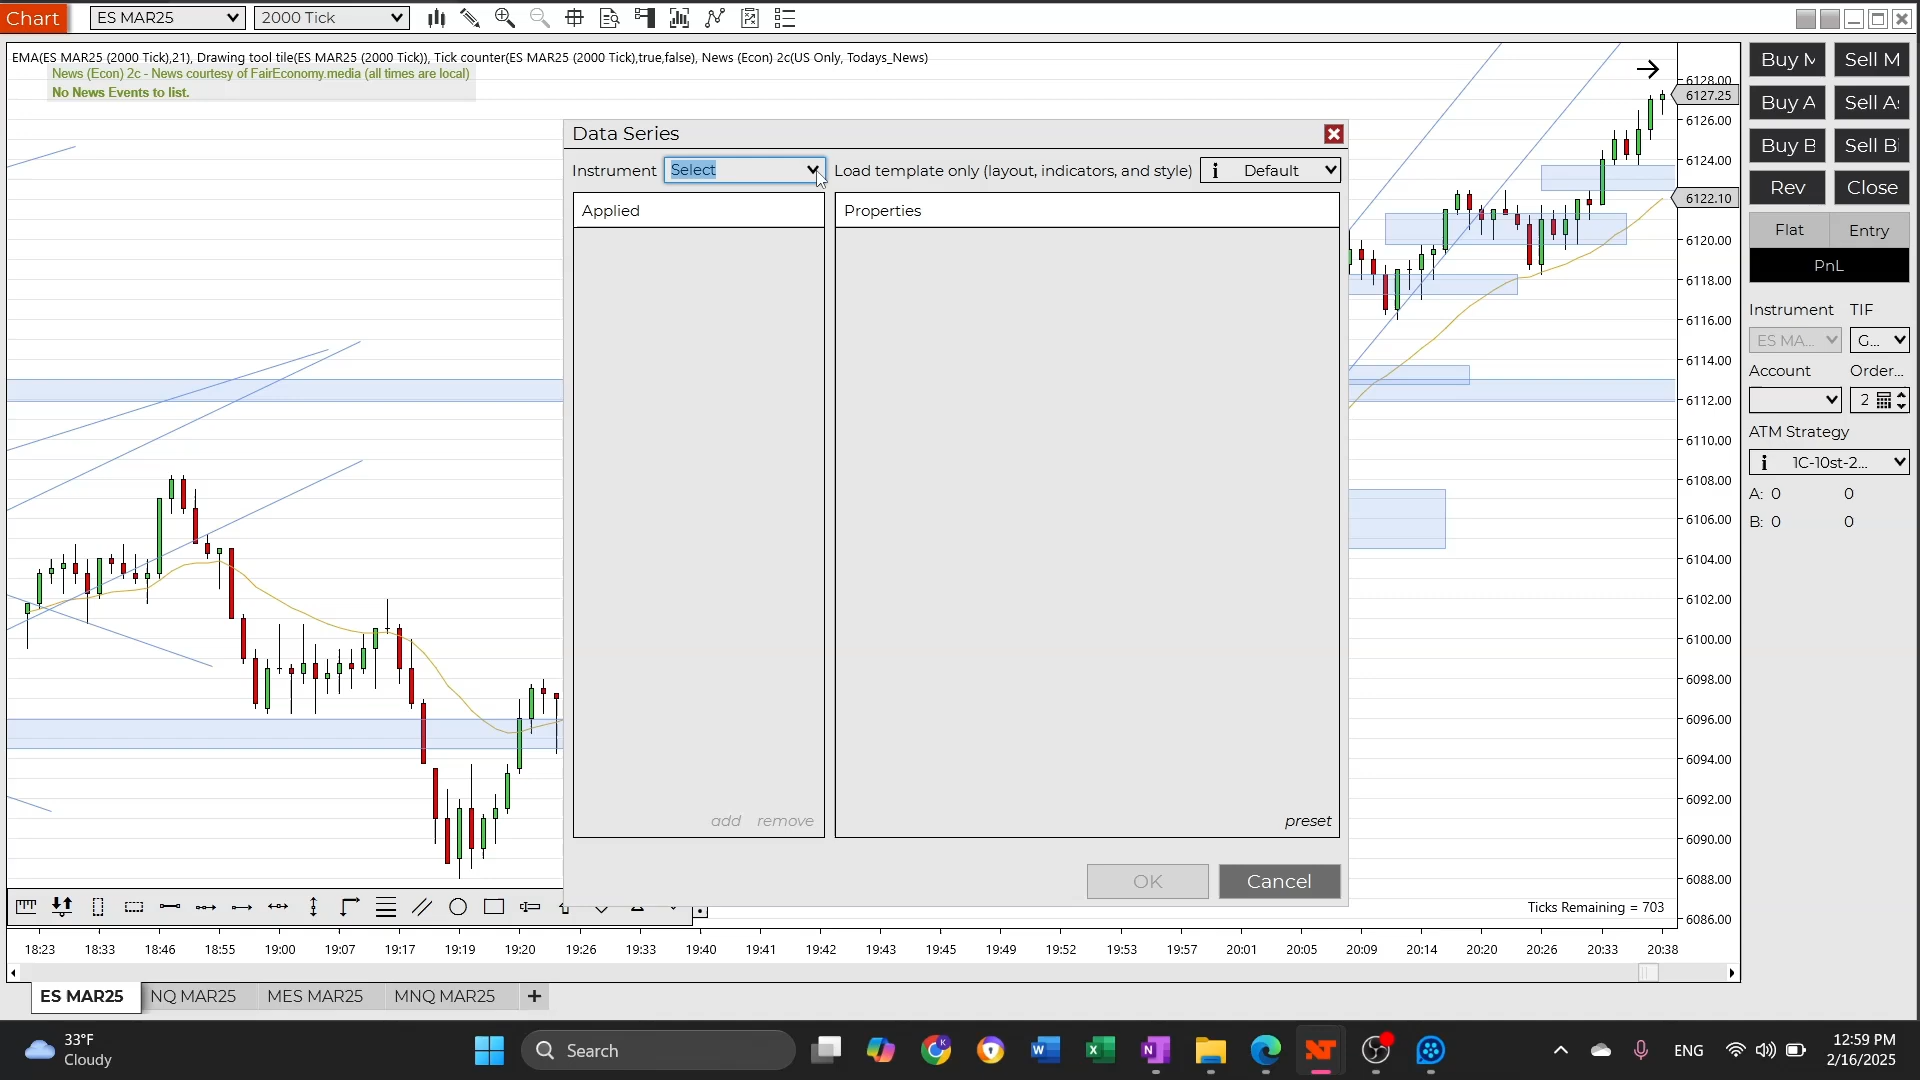 Chart ES MAR25 2000 Tick
EMA(ES MAR25 (2000 Tick),21), Drawing tool tile(ES MAR25 (2000 Tick)), Tick counter(ES MAR25 (2000 Tick),true,false), News (Econ) 2c(US Only, Todays_News)
News (Econ) 2c - News courtesy of FairEconomy.media (all times are local)
No News Events to list.
Data Series
Instrument Select Load template only (layout, indicators, and style) i Default
Applied
Properties
add remove
preset
OK Cancel
6128.00
6127.25
6126.00
6124.00
6122.10
6120.00
6118.00
6116.00
6114.00
6112.00
6110.00
6108.00
6106.00
6104.00
6102.00
6100.00
6098.00
6096.00
6094.00
6092.00
6090.00
6088.00
6086.00
Buy M Sell M
Buy A Sell A
Buy B Sell B
Rev Close
Flat Entry
PnL
Instrument TIF
ES MA... G...
Account Order...
2
ATM Strategy
i 1C-10st-2...
A: 0 0
B: 0 0
Ticks Remaining = 703
18:23 18:33 18:46 18:55 19:00 19:07 19:17 19:19 19:20 19:26 19:33 19:40 19:41 19:42 19:43 19:45 19:49 19:52 19:53 19:57 20:01 20:05 20:09 20:14 20:20 20:26 20:33 20:38
ES MAR25 NQ MAR25 MES MAR25 MNQ MAR25 +
33°F
Cloudy
Search
ENG
12:59 PM
2/16/2025